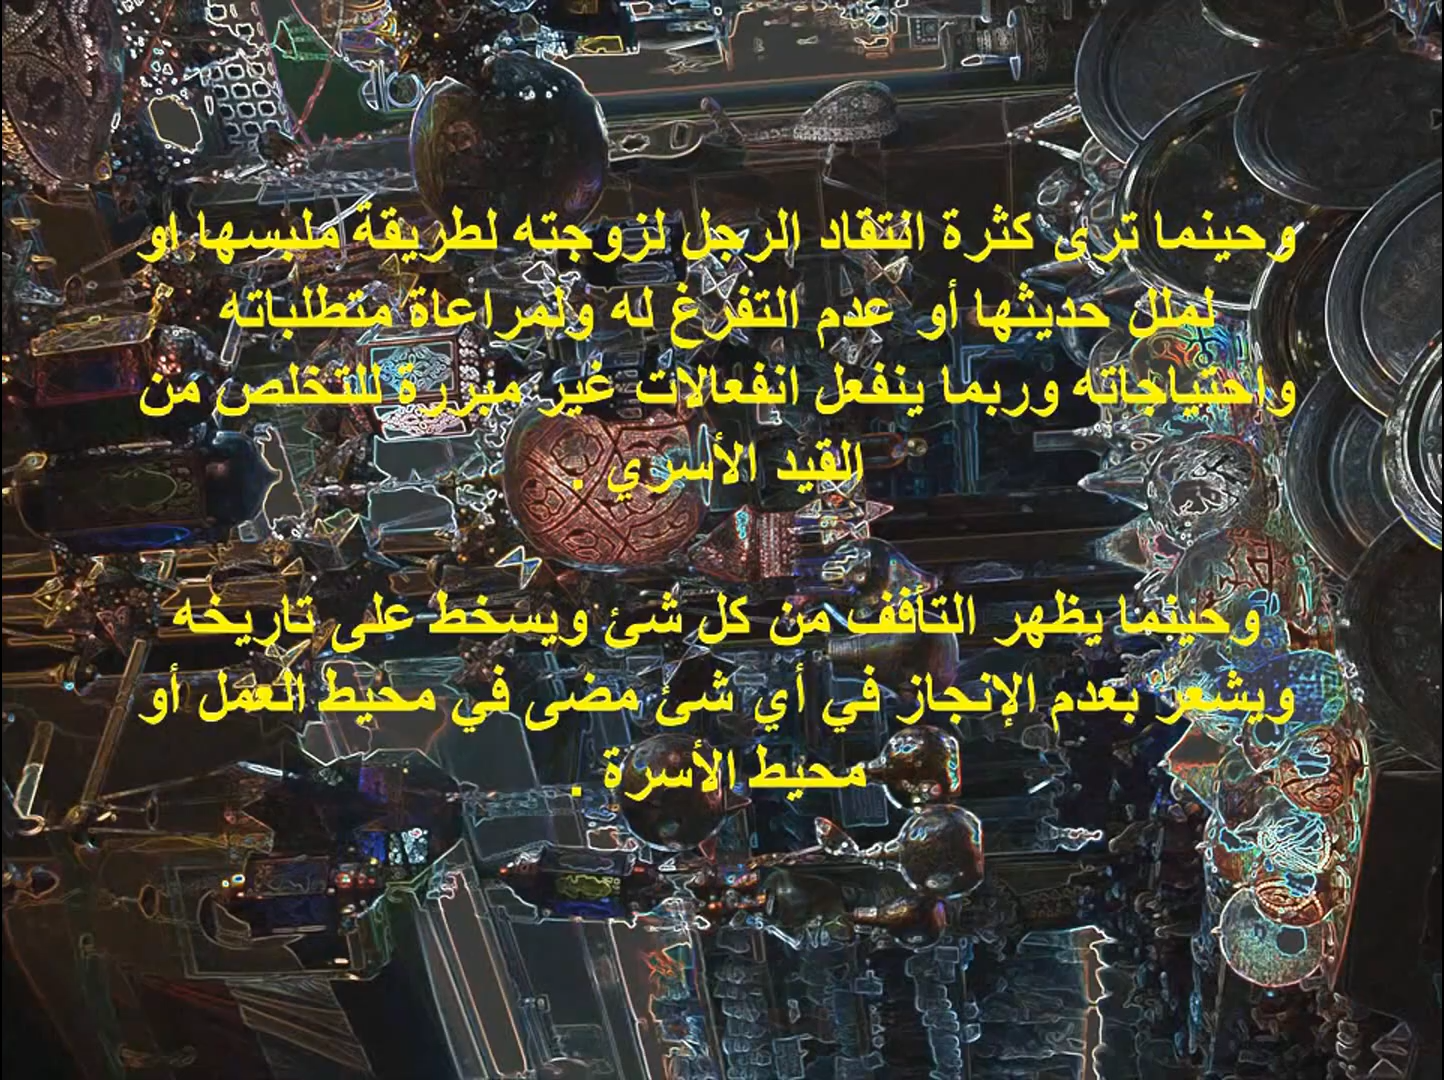 وحينما ترى كثرة انتقاد الرجل لزوجته لطريقة ملبسها او
لملل حديثها أو عدم التفرغ له ولمراعاة متطلباته
واحتياجاته وربما ينفعل انفعالات غير مبررة للتخلص من
القيد الأسري .
وحينما يظهر التأفف من كل شئ ويسخط على تاريخه
ويشعر بعدم الإنجاز في أي شئ مضى في محيط العمل أو
محيط الأسرة .